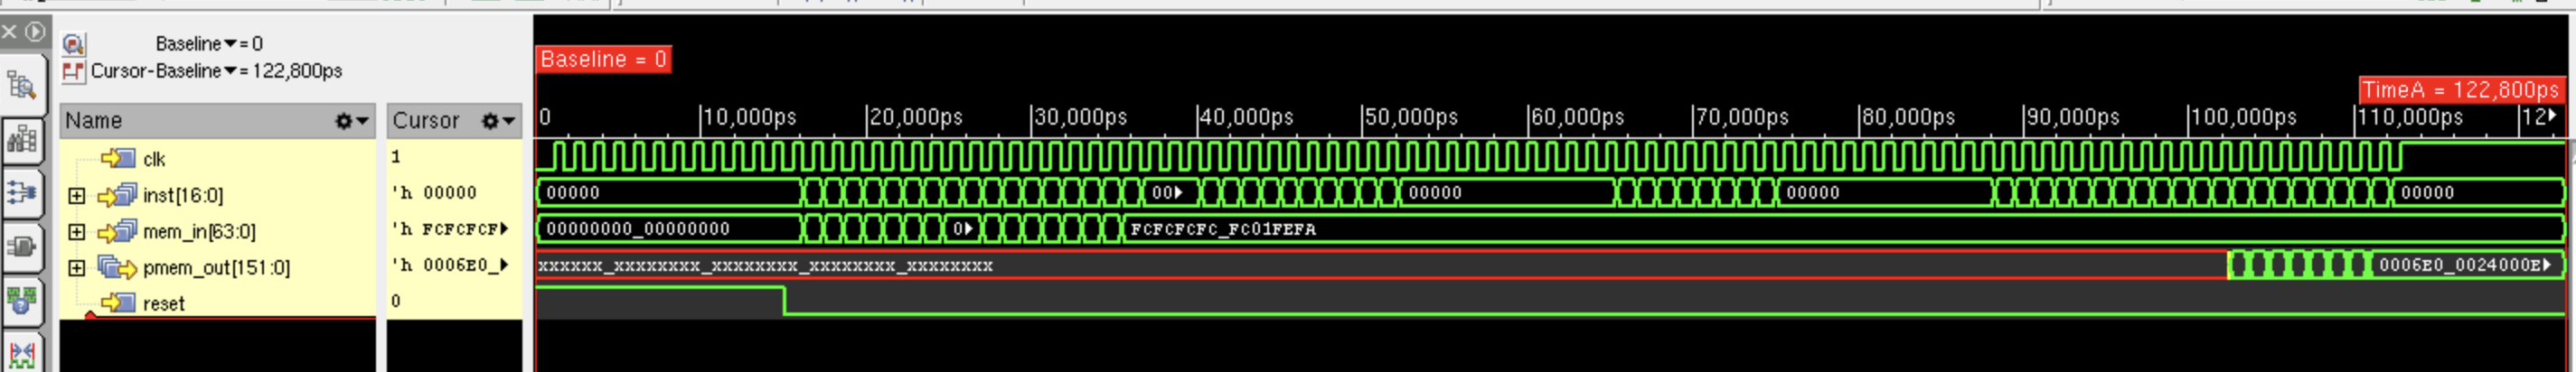 Baseline▾= 0
Cursor-Baseline▾= 122,800ps
Baseline = 0
TimeA = 122,800ps
Name
Cursor
0 |10,000ps |20,000ps |30,000ps |40,000ps |50,000ps |60,000ps |70,000ps |80,000ps |90,000ps |100,000ps |110,000ps |12
clk 1
inst[16:0] 'h 00000 00000 00 00000 00000 00000
mem_in[63:0] 'h FCFCFCF 00000000_00000000 0 FCFCFCFC_FC01FEFA
pmem_out[151:0] 'h 0006E0_ xxxxxx_xxxxxxxx_xxxxxxxx_xxxxxxxx_xxxxxxxx 0006E0_0024000E
reset 0